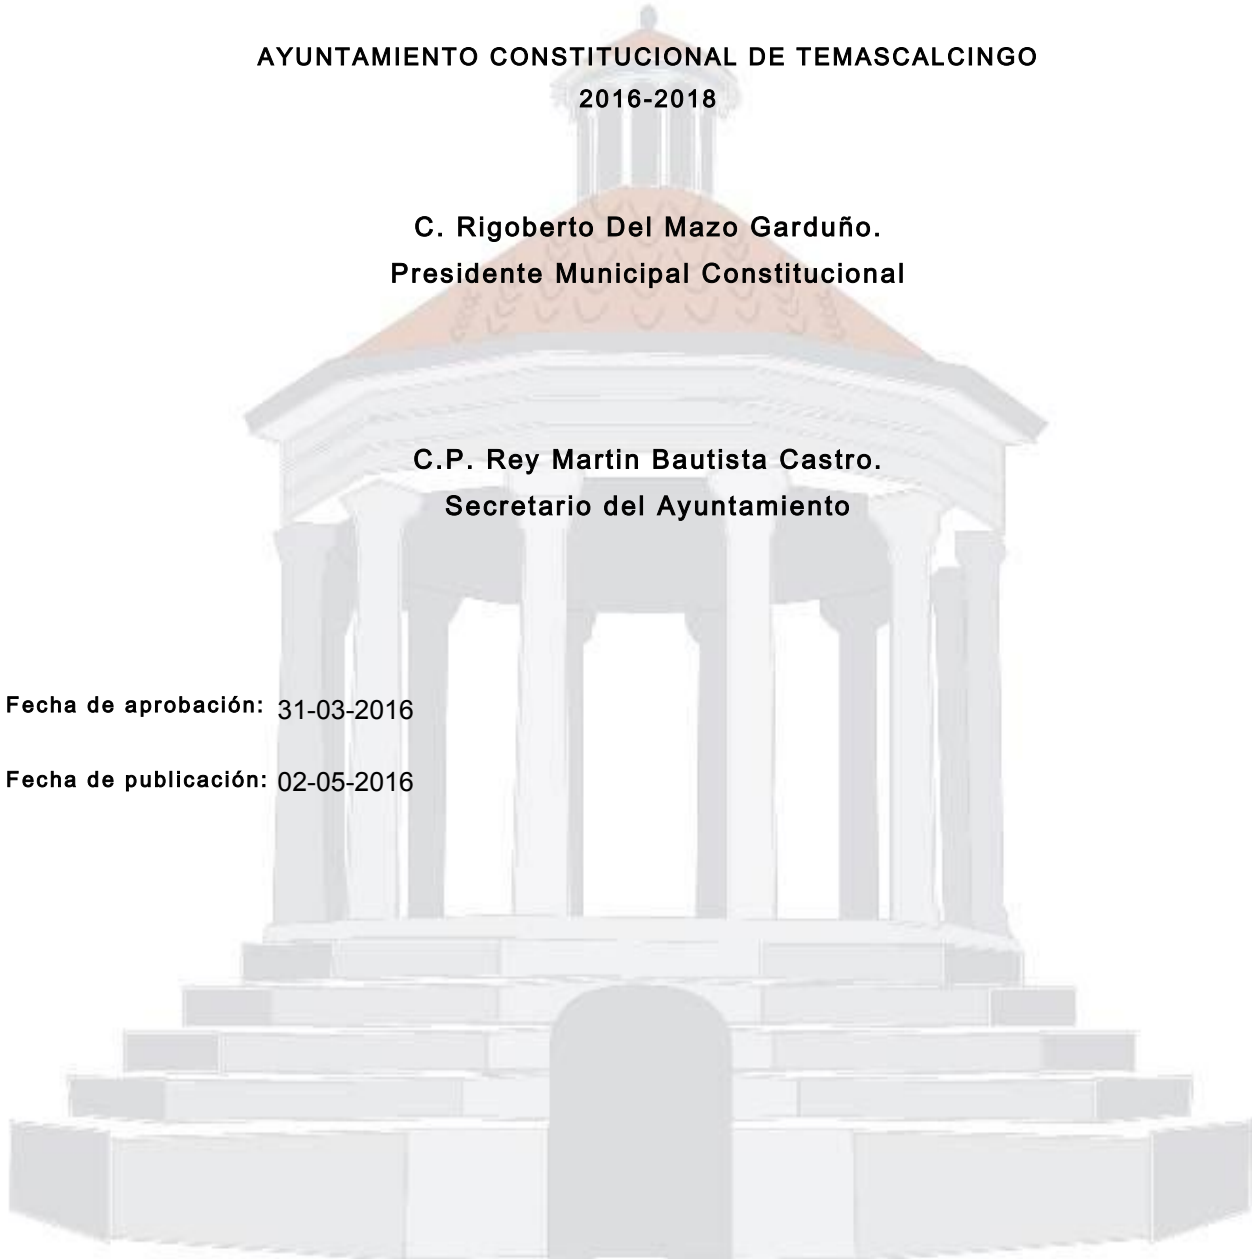 AYUNTAMIENTO CONSTITUCIONAL DE TEMASCALCINGO
2016-2018
C. Rigoberto Del Mazo Garduño.
Presidente Municipal Constitucional
C.P. Rey Martin Bautista Castro.
Secretario del Ayuntamiento
Fecha de aprobación: 31-03-2016
Fecha de publicación: 02-05-2016